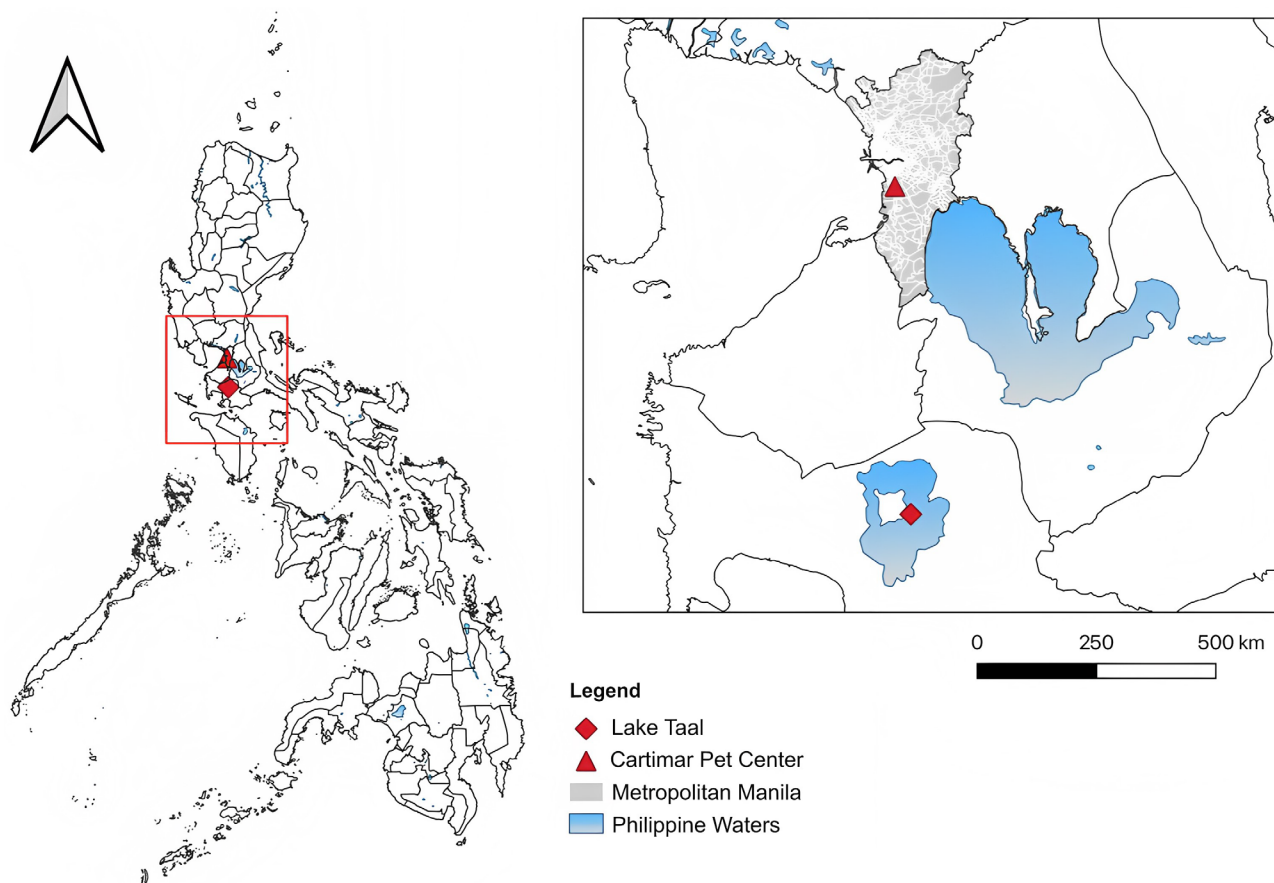 0 250 500 km
Legend
Lake Taal
Cartimar Pet Center
Metropolitan Manila
Philippine Waters